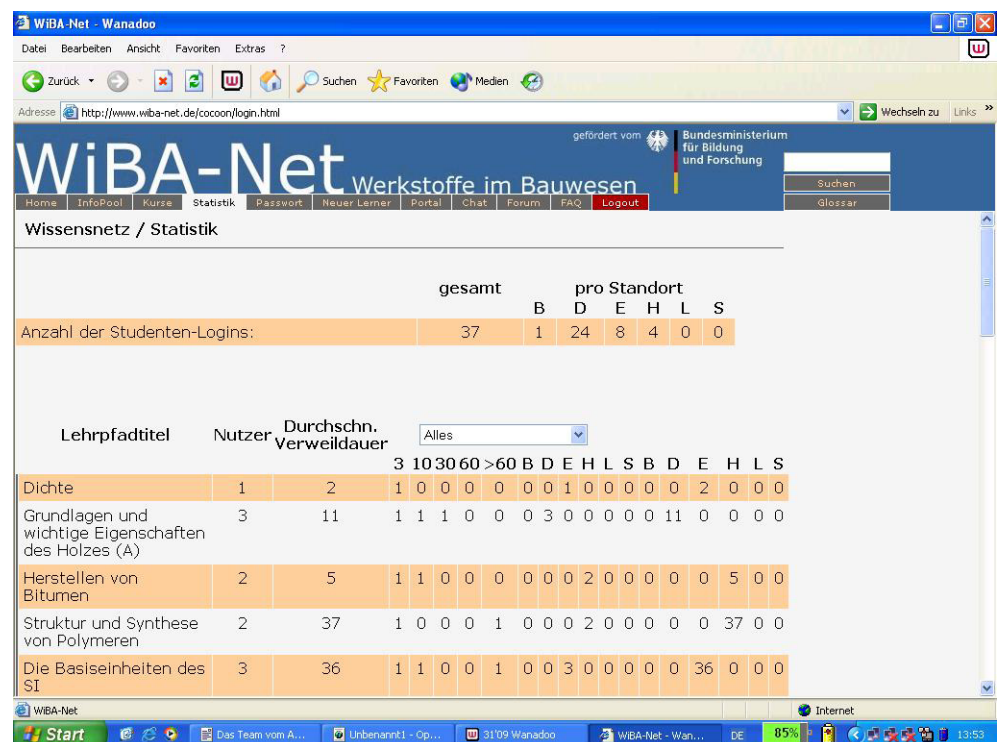 WiBA-Net - Wanadoo
Datei Bearbeiten Ansicht Favoriten Extras ?
Zurück Suchen Favoriten Medien
Adresse http://www.wiba-net.de/cocoon/login.html Wechseln zu Links »
gefördert vom
Bundesministerium
für Bildung
und Forschung
WiBA-Net Werkstoffe im Bauwesen
Suchen
Home InfoPool Kurse Statistik Passwort Neuer Lerner Portal Chat Forum FAQ Logout Glossar
Wissensnetz / Statistik
gesamt pro Standort
B D E H L S
Anzahl der Studenten-Logins: 37 1 24 8 4 0 0
Lehrpfadtitel Nutzer Durchschn. Verweildauer Alles
3 10 30 60 >60 B D E H L S B D E H L S
Dichte 1 2 1 0 0 0 0 0 0 1 0 0 0 0 0 2 0 0 0
Grundlagen und 3 11 1 1 1 0 0 0 3 0 0 0 0 0 11 0 0 0 0
wichtige Eigenschaften
des Holzes (A)
Herstellen von 2 5 1 1 0 0 0 0 0 0 2 0 0 0 0 0 5 0 0
Bitumen
Struktur und Synthese 2 37 1 0 0 0 1 0 0 0 2 0 0 0 0 0 37 0 0
von Polymeren
Die Basiseinheiten des 3 36 1 1 0 0 1 0 0 3 0 0 0 0 0 36 0 0 0
SI
WiBA-Net Internet
Start Das Team vom A... Unbenannt1 - Op... 31'09 Wanadoo WiBA-Net - Wan... DE 85% 13:53